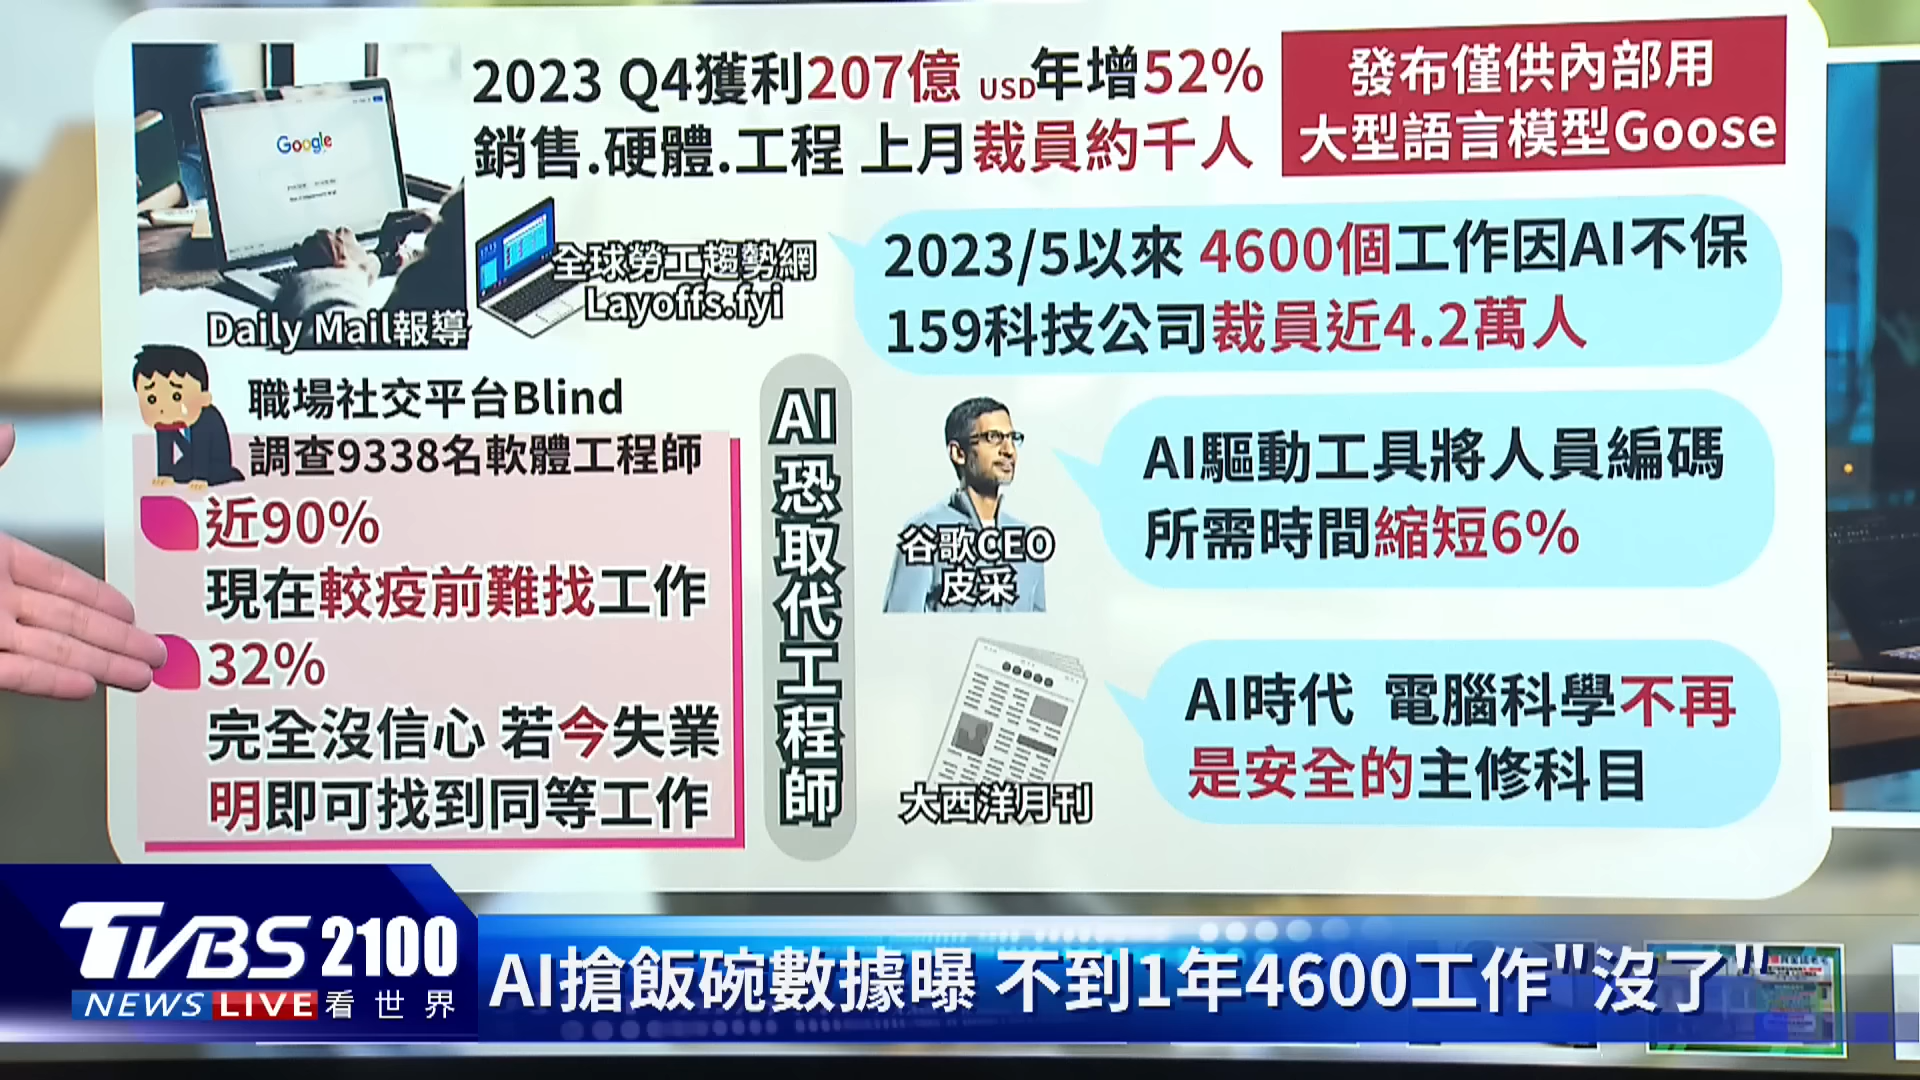 2023 Q4獲利207億 USD年增52%
銷售.硬體.工程 上月裁員約千人
發布僅供內部用
大型語言模型Goose
Google
Daily Mail報導
全球勞工趨勢網
Layoffs.fyi
2023/5以來 4600個工作因AI不保
159科技公司裁員近4.2萬人
職場社交平台Blind
調查9338名軟體工程師
近90%
現在較疫前難找工作
32%
完全沒信心 若今失業
明即可找到同等工作
AI恐取代工程師
谷歌CEO
皮采
AI驅動工具將人員編碼
所需時間縮短6%
大西洋月刊
AI時代 電腦科學不再
是安全的主修科目
TVBS 2100
NEWS LIVE 看世界
AI搶飯碗數據曝 不到1年4600工作"沒了"